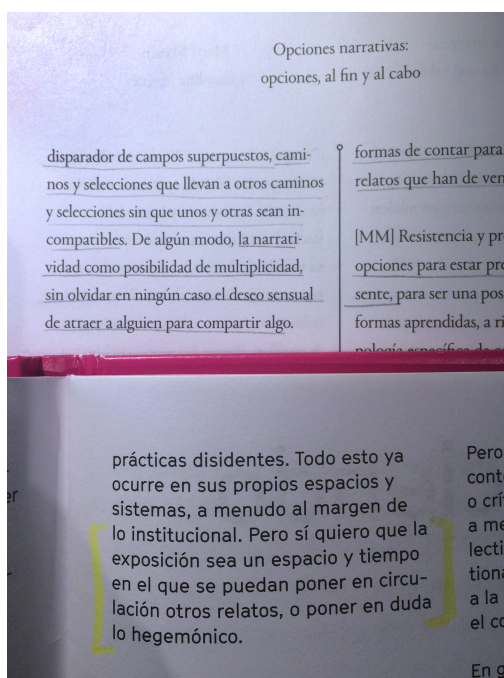 Opciones narrativas:
opciones, al fin y al cabo
disparador de campos superpuestos, cami-
nos y selecciones que llevan a otros caminos
y selecciones sin que unos y otras sean in-
compatibles. De algún modo, la narrati-
vidad como posibilidad de multiplicidad,
sin olvidar en ningún caso el deseo sensual
de atraer a alguien para compartir algo.
formas de contar para
relatos que han de ven
[MM] Resistencia y pr
opciones para estar pre
sente, para ser una pos
formas aprendidas, a ri
er
prácticas disidentes. Todo esto ya
ocurre en sus propios espacios y
sistemas, a menudo al margen de
lo institucional. Pero sí quiero que la
exposición sea un espacio y tiempo
en el que se puedan poner en circu-
lación otros relatos, o poner en duda
lo hegemónico.
Pero
cont
o crí
a me
lecti
tiona
a la
el co
En q